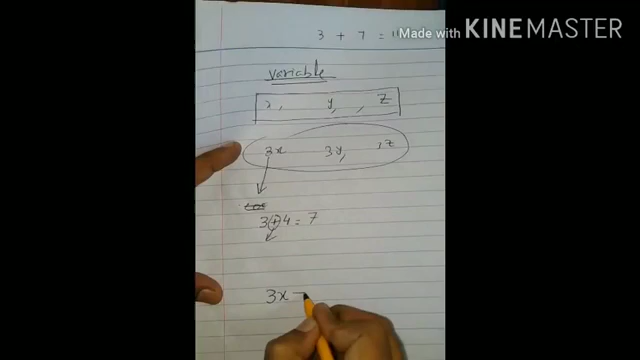 3 + 7 =
Made with KINEMASTER
variable
x, y, , Z
3x 3y, , Z
3 + 4 = 7
3x